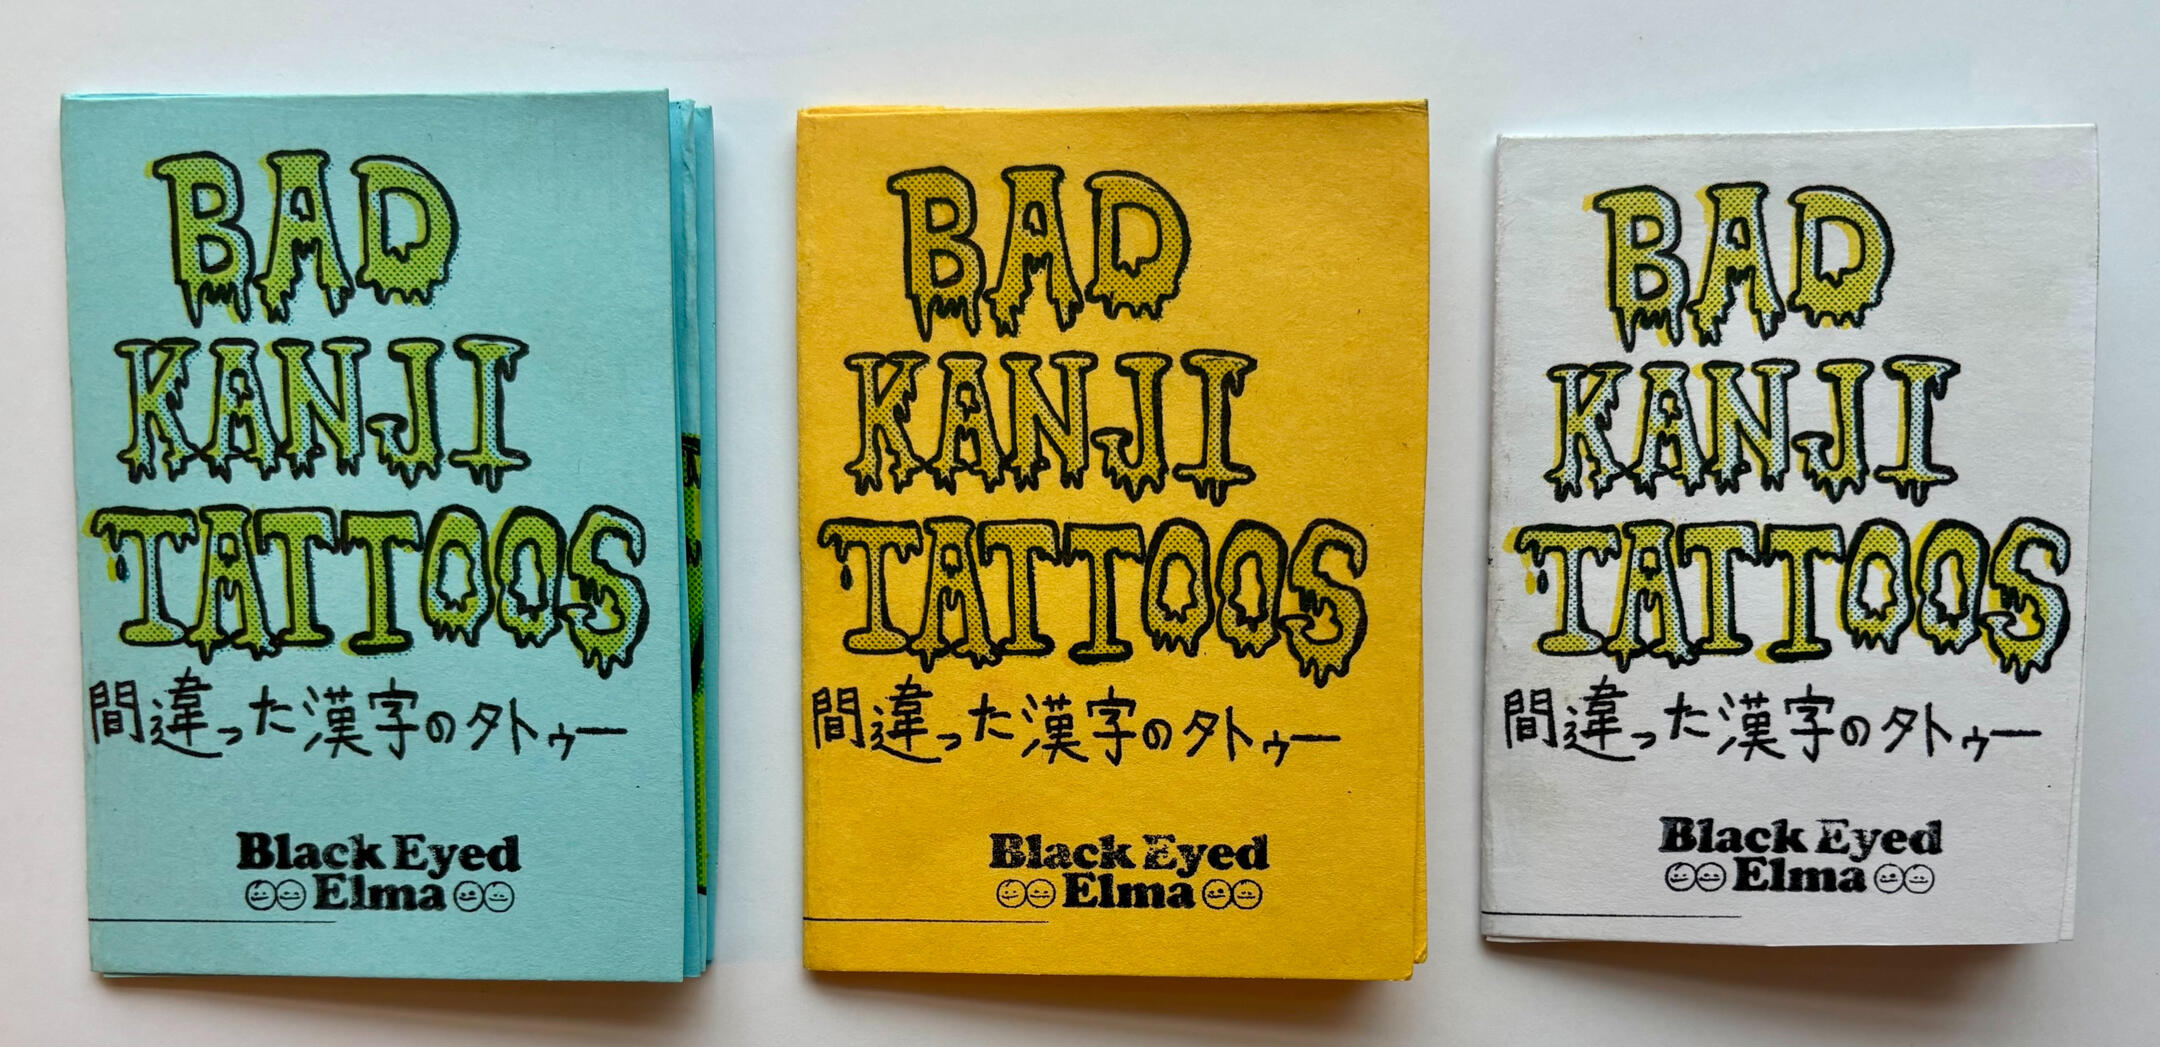 BAD
KANJI
TATTOOS
間違った漢字のタトゥー
Black Eyed
Elma
BAD
KANJI
TATTOOS
間違った漢字のタトゥー
Black Eyed
Elma
BAD
KANJI
TATTOOS
間違った漢字のタトゥー
Black Eyed
Elma